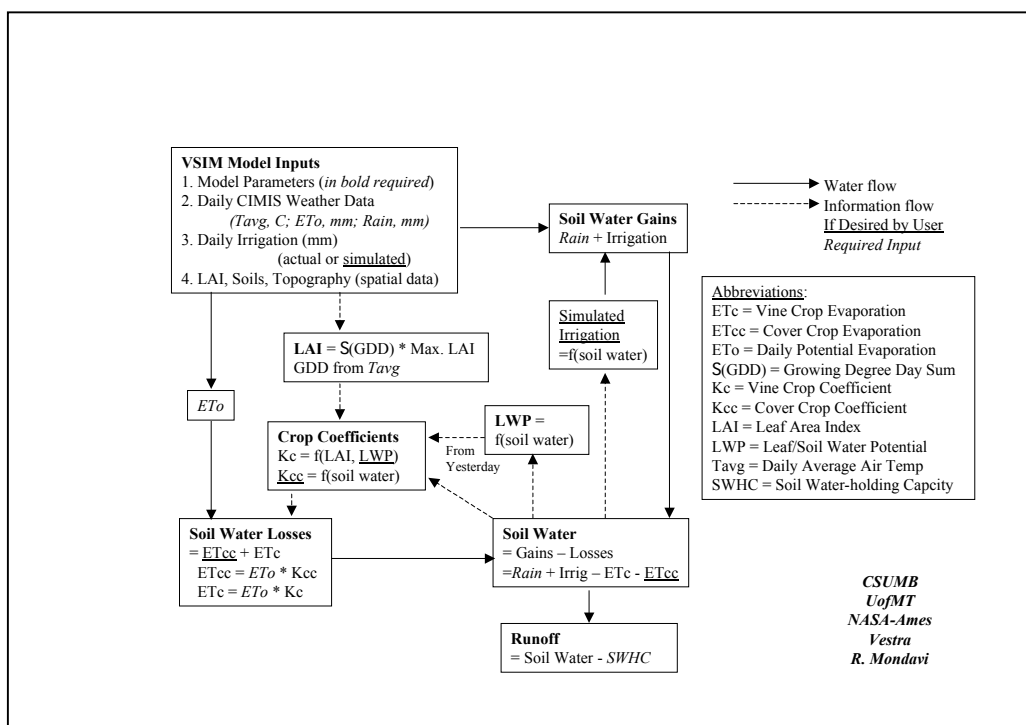 VSIM Model Inputs
1. Model Parameters (in bold required)
2. Daily CIMIS Weather Data
(Tavg, C; ETo, mm; Rain, mm)
3. Daily Irrigation (mm)
(actual or simulated)
4. LAI, Soils, Topography (spatial data)
Soil Water Gains
Rain + Irrigation
Water flow
Information flow
If Desired by User
Required Input
LAI = S(GDD) * Max. LAI
GDD from Tavg
Simulated
Irrigation
=f(soil water)
Abbreviations:
ETc = Vine Crop Evaporation
ETcc = Cover Crop Evaporation
ETo = Daily Potential Evaporation
S(GDD) = Growing Degree Day Sum
Kc = Vine Crop Coefficient
Kcc = Cover Crop Coefficient
LAI = Leaf Area Index
LWP = Leaf/Soil Water Potential
Tavg = Daily Average Air Temp
SWHC = Soil Water-holding Capcity
ETo
Crop Coefficients
Kc = f(LAI, LWP)
Kcc = f(soil water)
From
Yesterday
LWP =
f(soil water)
Soil Water Losses
= ETcc + ETc
ETcc = ETo * Kcc
ETc = ETo * Kc
Soil Water
= Gains – Losses
=Rain + Irrig – ETc - ETcc
Runoff
= Soil Water - SWHC
CSUMB
UofMT
NASA-Ames
Vestra
R. Mondavi